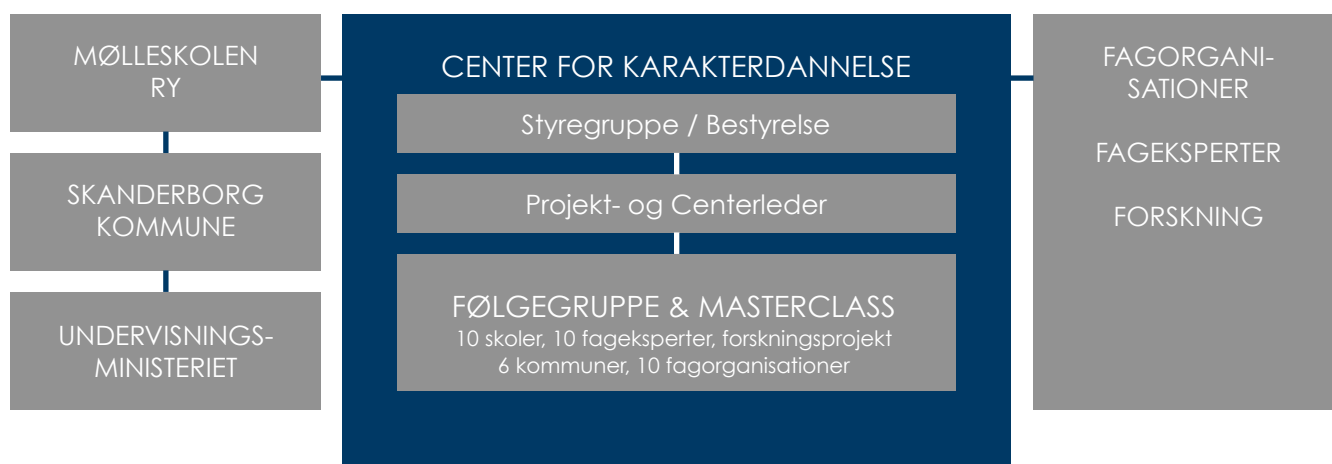 MØLLESKOLEN
RY
SKANDERBORG
KOMMUNE
UNDERVISNINGS-
MINISTERIET
CENTER FOR KARAKTERDANNELSE
Styregruppe / Bestyrelse
Projekt- og Centerleder
FØLGEGRUPPE & MASTERCLASS
10 skoler, 10 fageksperter, forskningsprojekt
6 kommuner, 10 fagorganisationer
FAGORGANI-
SATIONER
FAGEKSPERTER
FORSKNING